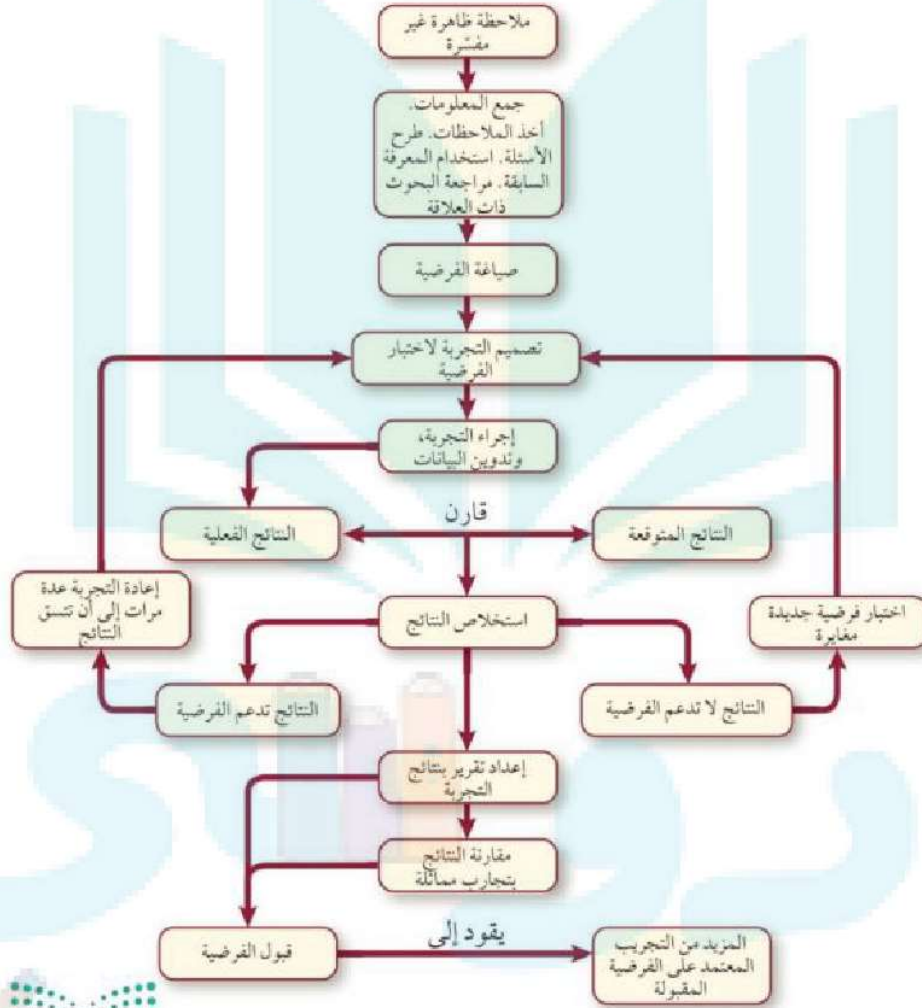 ملاحظة ظاهرة غير
مفسّرة
جمع المعلومات.
أخذ الملاحظات. طرح
الأسئلة. استخدام المعرفة
السابقة. مراجعة البحوث
ذات العلاقة
صياغة الفرضية
تصميم التجربة لاختبار
الفرضية
إجراء التجربة،
وتدوين البيانات
قارن
النتائج المتوقعة
النتائج الفعلية
استخلاص النتائج
اختبار فرضية جديدة
مغايرة
إعادة التجربة عدة
مرات إلى أن تتسق
النتائج
النتائج لا تدعم الفرضية
النتائج تدعم الفرضية
إعداد تقرير بنتائج
التجربة
مقارنة النتائج
بتجارب مماثلة
قبول الفرضية
يقود إلى
المزيد من التجريب
المعتمد على الفرضية
المقبولة